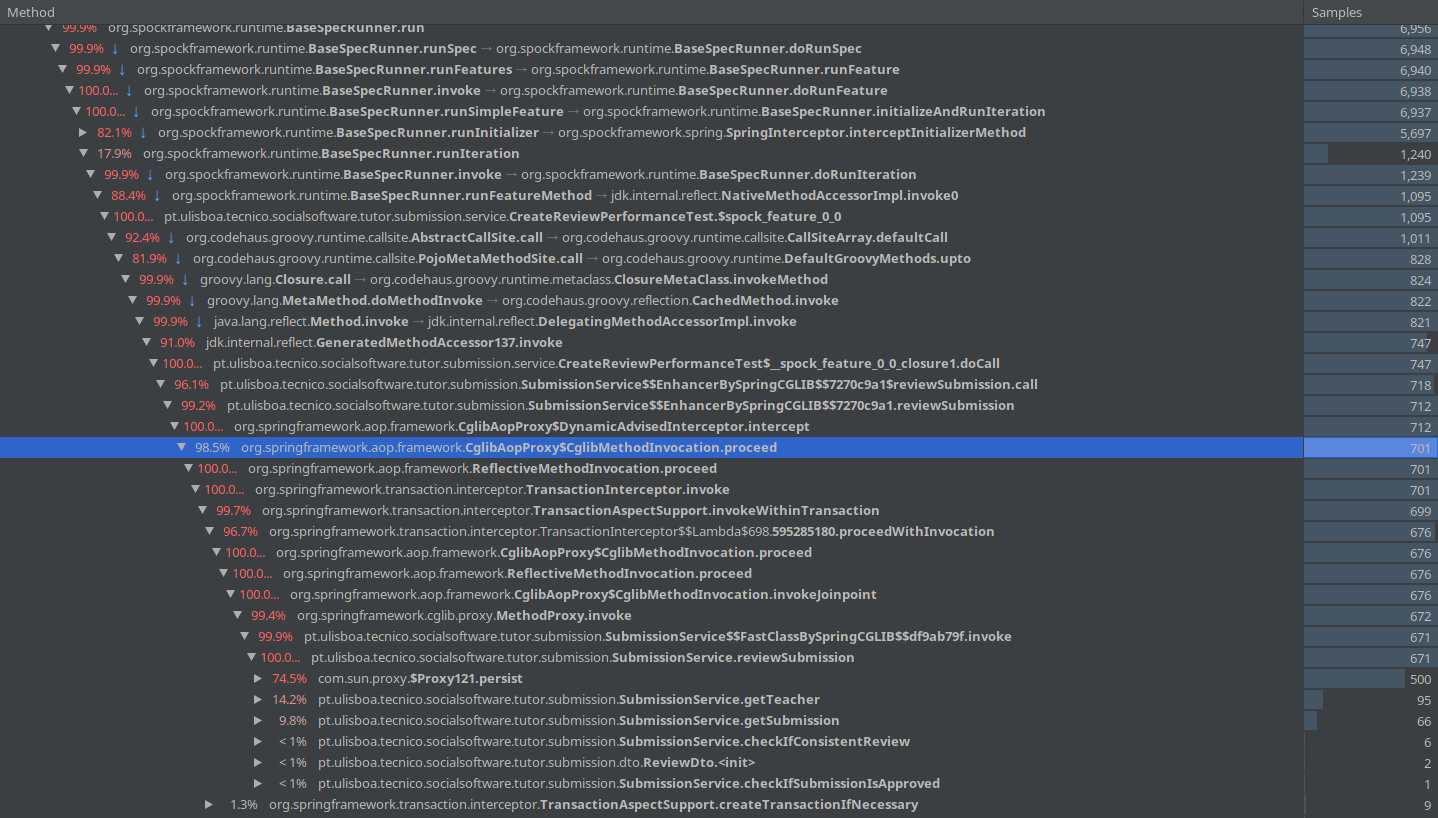 Method Samples
99.9% org.spockframework.runtime.BaseSpecRunner.run 6,956
99.9% ↓ org.spockframework.runtime.BaseSpecRunner.runSpec → org.spockframework.runtime.BaseSpecRunner.doRunSpec 6,948
99.9% ↓ org.spockframework.runtime.BaseSpecRunner.runFeatures → org.spockframework.runtime.BaseSpecRunner.runFeature 6,940
100.0... ↓ org.spockframework.runtime.BaseSpecRunner.invoke → org.spockframework.runtime.BaseSpecRunner.doRunFeature 6,938
100.0... ↓ org.spockframework.runtime.BaseSpecRunner.runSimpleFeature → org.spockframework.runtime.BaseSpecRunner.initializeAndRunIteration 6,937
82.1% ↓ org.spockframework.runtime.BaseSpecRunner.runInitializer → org.spockframework.spring.SpringInterceptor.interceptInitializerMethod 5,697
17.9% org.spockframework.runtime.BaseSpecRunner.runIteration 1,240
99.9% ↓ org.spockframework.runtime.BaseSpecRunner.invoke → org.spockframework.runtime.BaseSpecRunner.doRunIteration 1,239
88.4% ↓ org.spockframework.runtime.BaseSpecRunner.runFeatureMethod → jdk.internal.reflect.NativeMethodAccessorImpl.invoke0 1,095
100.0... pt.ulisboa.tecnico.socialsoftware.tutor.submission.service.CreateReviewPerformanceTest.$spock_feature_0_0 1,095
92.4% ↓ org.codehaus.groovy.runtime.callsite.AbstractCallSite.call → org.codehaus.groovy.runtime.callsite.CallSiteArray.defaultCall 1,011
81.9% ↓ org.codehaus.groovy.runtime.callsite.PojoMetaMethodSite.call → org.codehaus.groovy.runtime.DefaultGroovyMethods.upto 828
99.9% ↓ groovy.lang.Closure.call → org.codehaus.groovy.runtime.metaclass.ClosureMetaClass.invokeMethod 824
99.9% ↓ groovy.lang.MetaMethod.doMethodInvoke → org.codehaus.groovy.reflection.CachedMethod.invoke 822
99.9% ↓ java.lang.reflect.Method.invoke → jdk.internal.reflect.DelegatingMethodAccessorImpl.invoke 821
91.0% jdk.internal.reflect.GeneratedMethodAccessor137.invoke 747
100.0... pt.ulisboa.tecnico.socialsoftware.tutor.submission.service.CreateReviewPerformanceTest$__spock_feature_0_0_closure1.doCall 747
96.1% pt.ulisboa.tecnico.socialsoftware.tutor.submission.SubmissionService$$EnhancerBySpringCGLIB$$7270c9a1$reviewSubmission.call 718
99.2% pt.ulisboa.tecnico.socialsoftware.tutor.submission.SubmissionService$$EnhancerBySpringCGLIB$$7270c9a1.reviewSubmission 712
100.0... org.springframework.aop.framework.CglibAopProxy$DynamicAdvisedInterceptor.intercept 712
98.5% org.springframework.aop.framework.CglibAopProxy$CglibMethodInvocation.proceed 701
100.0... org.springframework.aop.framework.ReflectiveMethodInvocation.proceed 701
100.0... org.springframework.transaction.interceptor.TransactionInterceptor.invoke 701
99.7% org.springframework.transaction.interceptor.TransactionAspectSupport.invokeWithinTransaction 699
96.7% org.springframework.transaction.interceptor.TransactionInterceptor$$Lambda$698.595285180.proceedWithInvocation 676
100.0... org.springframework.aop.framework.CglibAopProxy$CglibMethodInvocation.proceed 676
100.0... org.springframework.aop.framework.ReflectiveMethodInvocation.proceed 676
100.0... org.springframework.aop.framework.CglibAopProxy$CglibMethodInvocation.invokeJoinpoint 676
99.4% org.springframework.cglib.proxy.MethodProxy.invoke 672
99.9% pt.ulisboa.tecnico.socialsoftware.tutor.submission.SubmissionService$$FastClassBySpringCGLIB$$df9ab79f.invoke 671
100.0... pt.ulisboa.tecnico.socialsoftware.tutor.submission.SubmissionService.reviewSubmission 671
74.5% com.sun.proxy.$Proxy121.persist 500
14.2% pt.ulisboa.tecnico.socialsoftware.tutor.submission.SubmissionService.getTeacher 95
9.8% pt.ulisboa.tecnico.socialsoftware.tutor.submission.SubmissionService.getSubmission 66
< 1% pt.ulisboa.tecnico.socialsoftware.tutor.submission.SubmissionService.checkIfConsistentReview 6
< 1% pt.ulisboa.tecnico.socialsoftware.tutor.submission.dto.ReviewDto.<init> 2
< 1% pt.ulisboa.tecnico.socialsoftware.tutor.submission.SubmissionService.checkIfSubmissionIsApproved 1
1.3% org.springframework.transaction.interceptor.TransactionAspectSupport.createTransactionIfNecessary 9